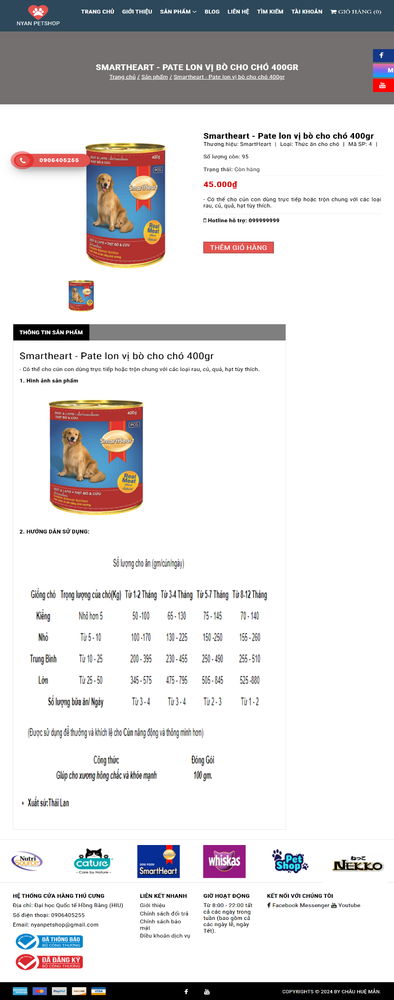 NYAN PETSHOP
TRANG CHỦ GIỚI THIỆU SẢN PHẨM BLOG LIÊN HỆ TÌM KIẾM TÀI KHOẢN GIỎ HÀNG (0)
SMARTHEART - PATE LON VỊ BÒ CHO CHÓ 400GR
Trang chủ / Sản phẩm / Smartheart - Pate lon vị bò cho chó 400gr
You Tube
0906405255
BEEF & LAMB /
THỊT BÒ & CỪU
400g
PCG
SmartHeart
Real
Meat
BEEF & LAMB • THỊT BÒ & CỪU
Complete Balanced Nutrition
Smartheart - Pate lon vị bò cho chó 400gr
Thương hiệu: SmartHeart | Loại: Thức ăn cho chó | Mã SP: 4 |
Số lượng còn: 95
Trạng thái: Còn hàng
45.000₫
- Có thể cho cún con dùng trực tiếp hoặc trộn chung với các loại
rau, củ, quả, hạt tùy thích.
Hotline hỗ trợ: 099999999
THÊM GIỎ HÀNG
THÔNG TIN SẢN PHẨM
Smartheart - Pate lon vị bò cho chó 400gr
- Có thể cho cún con dùng trực tiếp hoặc trộn chung với các loại rau, củ, quả, hạt tùy thích.
1. Hình ảnh sản phẩm
BEEF & LAMB /
THỊT BÒ & CỪU
400g
PCG
SmartHeart
Real
Meat
BEEF & LAMB • THỊT BÒ & CỪU
Complete Balanced Nutrition
2. HƯỚNG DẪN SỬ DỤNG:
Số lượng cho ăn (gm/cún/ngày)
Giống chó Trọng lượng của chó(Kg) Từ 1-2 Tháng Từ 3-4 Tháng Từ 5-7 Tháng Từ 8-12 Tháng
Kiểng Nhỏ hơn 5 50 -100 65 - 130 75 - 145 70 - 140
Nhỏ Từ 5 - 10 100 -170 130 - 225 150 -250 155 - 260
Trung Bình Từ 10 - 25 200 - 395 230 - 455 250 - 490 255 - 510
Lớn Từ 25 - 50 345 - 575 475 - 795 505 - 845 525 -880
Số lượng bữa ăn/ Ngày Từ 3 - 4 Từ 3 - 4 Từ 2 - 3 Từ 1 - 2
(Được sử dụng để thưởng và khích lệ cho Cún năng động và thông minh hơn)
Công thức Đóng Gói
Giúp cho xương hông chắc và khỏe mạnh 100 gm.
• Xuất sứ:Thái Lan
Nutri
Source
Cature
– Care by Nature –
DOG FOOD
SmartHeart
whiskas
Pet
Shop
ねっこ
NEKKO
HỆ THỐNG CỬA HÀNG THÚ CƯNG
Địa chỉ: Đại học Quốc tế Hồng Bàng (HIU)
Số điện thoại: 0906405255
Email: nyanpetshop@gmail.com
ĐÃ THÔNG BÁO
BỘ CÔNG THƯƠNG
ĐÃ ĐĂNG KÝ
BỘ CÔNG THƯƠNG
LIÊN KẾT NHANH
Giới thiệu
Chính sách đổi trả
Chính sách bảo
mật
Điều khoản dịch vụ
GIỜ HOẠT ĐỘNG
Từ 8:00 - 22:00 tất
cả các ngày trong
tuần (bao gồm cả
các ngày lễ, ngày
Tết).
KẾT NỐI VỚI CHÚNG TÔI
Facebook Messenger Youtube
AMERICAN EXPRESS PayPal DISCOVER VISA
COPYRIGHTS © 2024 BY CHÂU HUỆ MẪN.